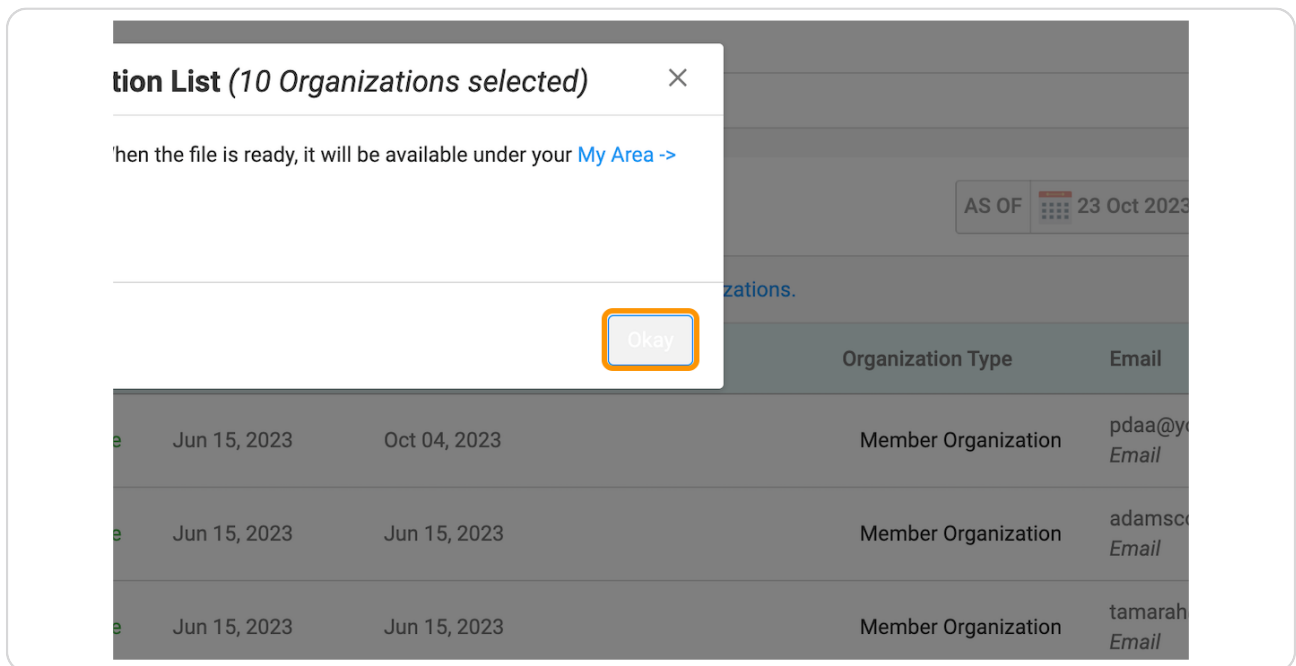 tion List (10 Organizations selected)
hen the file is ready, it will be available under your My Area ->
AS OF 23 Oct 2023
zations.
Okay
Organization Type Email
e Jun 15, 2023 Oct 04, 2023 Member Organization pdaa@yo
Email
e Jun 15, 2023 Jun 15, 2023 Member Organization adamsco
Email
e Jun 15, 2023 Jun 15, 2023 Member Organization tamarah
Email